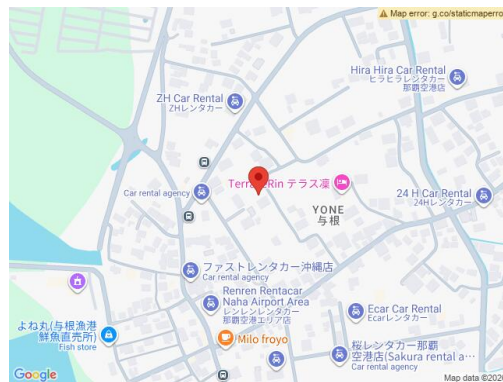 Map error: g.co/staticmaperro
Hira Hira Car Rental
ヒラヒラレンタカー
那覇空港店
ZH Car Rental
ZHレンタカー
Car rental agency
テラス凜
YONE
与根
24 H Car Rental
24Hレンタカー
ファストレンタカー沖縄店
Car rental agency
Renren Rentacar
Naha Airport Area
レンレンレンタカー
那覇空港エリア店
よね丸(与根漁港
鮮魚直売所)
Fish store
Milo froyo
Ecar Car Rental
Ecarレンタカー
桜レンタカー那覇
空港店(Sakura rental a…
Car rental agency
Google
Map data ©202